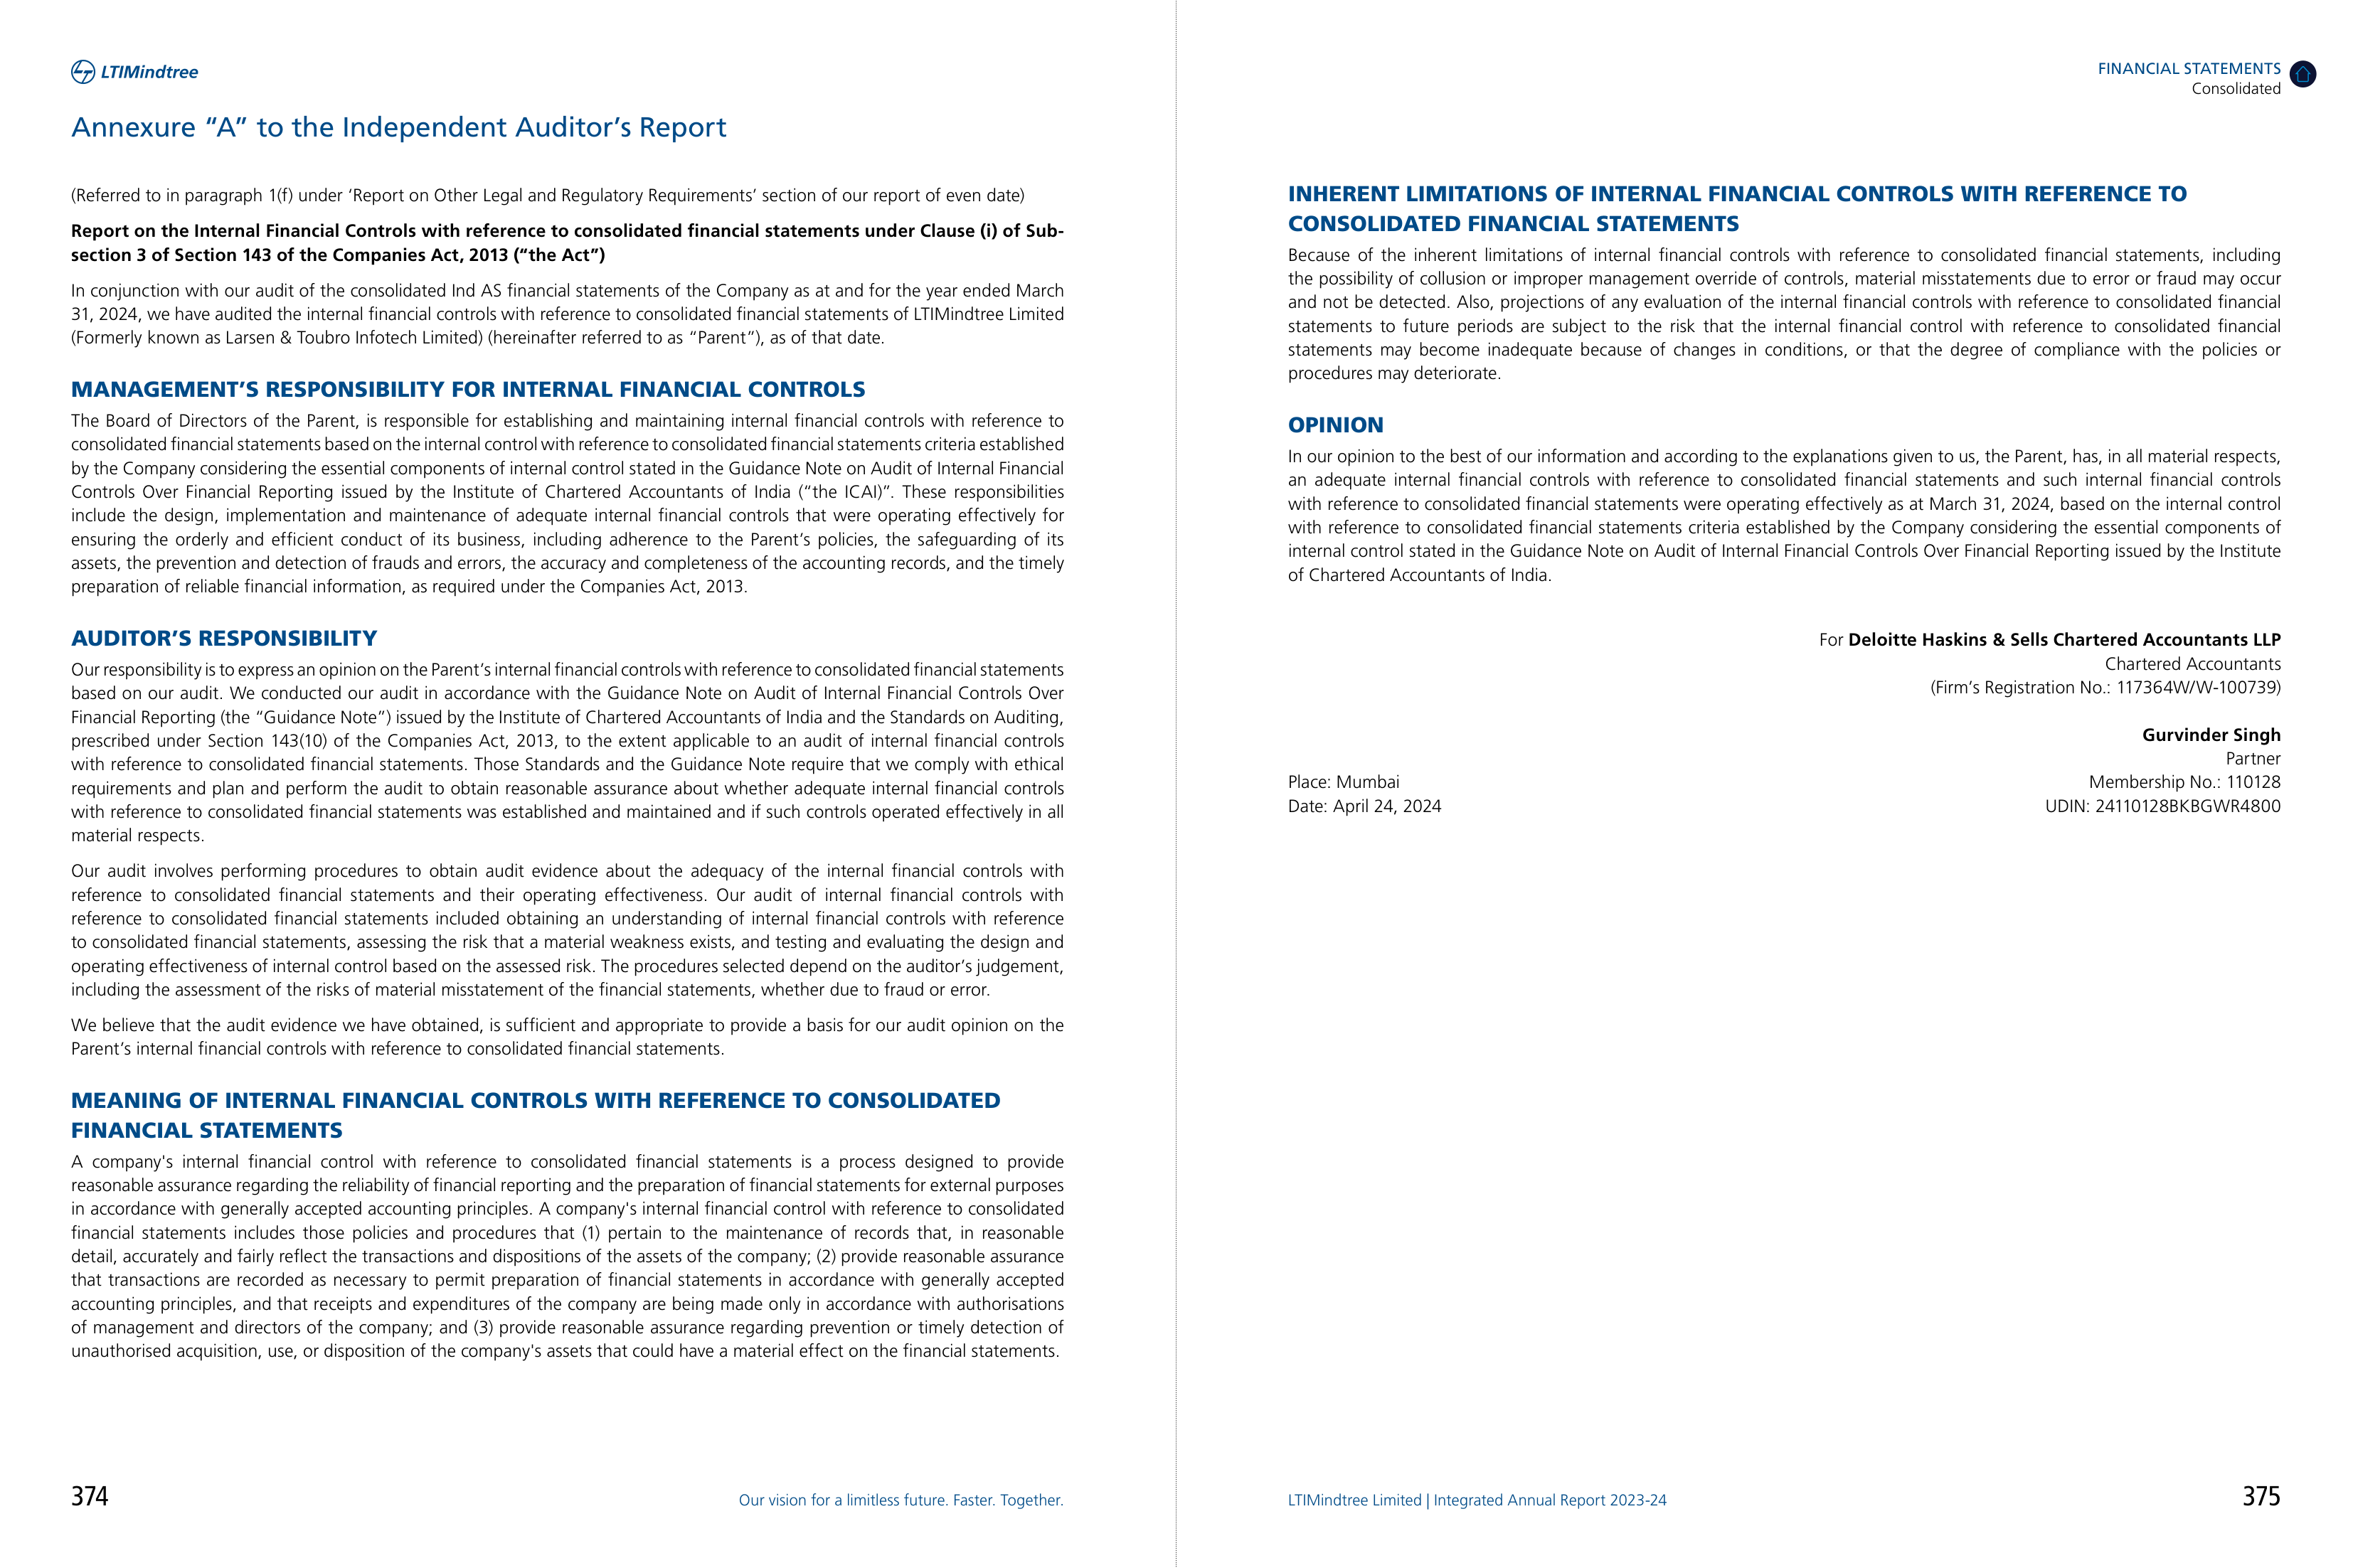 LTIMindtree
Annexure “A” to the Independent Auditor’s Report
(Referred to in paragraph 1(f) under ‘Report on Other Legal and Regulatory Requirements’ section of our report of even date)
Report on the Internal Financial Controls with reference to consolidated financial statements under Clause (i) of Sub-
section 3 of Section 143 of the Companies Act, 2013 (“the Act”)
In conjunction with our audit of the consolidated Ind AS financial statements of the Company as at and for the year ended March
31, 2024, we have audited the internal financial controls with reference to consolidated financial statements of LTIMindtree Limited
(Formerly known as Larsen & Toubro Infotech Limited) (hereinafter referred to as “Parent”), as of that date.
MANAGEMENT’S RESPONSIBILITY FOR INTERNAL FINANCIAL CONTROLS
The Board of Directors of the Parent, is responsible for establishing and maintaining internal financial controls with reference to
consolidated financial statements based on the internal control with reference to consolidated financial statements criteria established
by the Company considering the essential components of internal control stated in the Guidance Note on Audit of Internal Financial
Controls Over Financial Reporting issued by the Institute of Chartered Accountants of India (“the ICAI)”. These responsibilities
include the design, implementation and maintenance of adequate internal financial controls that were operating effectively for
ensuring the orderly and efficient conduct of its business, including adherence to the Parent’s policies, the safeguarding of its
assets, the prevention and detection of frauds and errors, the accuracy and completeness of the accounting records, and the timely
preparation of reliable financial information, as required under the Companies Act, 2013.
AUDITOR’S RESPONSIBILITY
Our responsibility is to express an opinion on the Parent’s internal financial controls with reference to consolidated financial statements
based on our audit. We conducted our audit in accordance with the Guidance Note on Audit of Internal Financial Controls Over
Financial Reporting (the “Guidance Note”) issued by the Institute of Chartered Accountants of India and the Standards on Auditing,
prescribed under Section 143(10) of the Companies Act, 2013, to the extent applicable to an audit of internal financial controls
with reference to consolidated financial statements. Those Standards and the Guidance Note require that we comply with ethical
requirements and plan and perform the audit to obtain reasonable assurance about whether adequate internal financial controls
with reference to consolidated financial statements was established and maintained and if such controls operated effectively in all
material respects.
Our audit involves performing procedures to obtain audit evidence about the adequacy of the internal financial controls with
reference to consolidated financial statements and their operating effectiveness. Our audit of internal financial controls with
reference to consolidated financial statements included obtaining an understanding of internal financial controls with reference
to consolidated financial statements, assessing the risk that a material weakness exists, and testing and evaluating the design and
operating effectiveness of internal control based on the assessed risk. The procedures selected depend on the auditor’s judgement,
including the assessment of the risks of material misstatement of the financial statements, whether due to fraud or error.
We believe that the audit evidence we have obtained, is sufficient and appropriate to provide a basis for our audit opinion on the
Parent’s internal financial controls with reference to consolidated financial statements.
MEANING OF INTERNAL FINANCIAL CONTROLS WITH REFERENCE TO CONSOLIDATED
FINANCIAL STATEMENTS
A company's internal financial control with reference to consolidated financial statements is a process designed to provide
reasonable assurance regarding the reliability of financial reporting and the preparation of financial statements for external purposes
in accordance with generally accepted accounting principles. A company's internal financial control with reference to consolidated
financial statements includes those policies and procedures that (1) pertain to the maintenance of records that, in reasonable
detail, accurately and fairly reflect the transactions and dispositions of the assets of the company; (2) provide reasonable assurance
that transactions are recorded as necessary to permit preparation of financial statements in accordance with generally accepted
accounting principles, and that receipts and expenditures of the company are being made only in accordance with authorisations
of management and directors of the company; and (3) provide reasonable assurance regarding prevention or timely detection of
unauthorised acquisition, use, or disposition of the company's assets that could have a material effect on the financial statements.
374
Our vision for a limitless future. Faster. Together.
FINANCIAL STATEMENTS
Consolidated
INHERENT LIMITATIONS OF INTERNAL FINANCIAL CONTROLS WITH REFERENCE TO
CONSOLIDATED FINANCIAL STATEMENTS
Because of the inherent limitations of internal financial controls with reference to consolidated financial statements, including
the possibility of collusion or improper management override of controls, material misstatements due to error or fraud may occur
and not be detected. Also, projections of any evaluation of the internal financial controls with reference to consolidated financial
statements to future periods are subject to the risk that the internal financial control with reference to consolidated financial
statements may become inadequate because of changes in conditions, or that the degree of compliance with the policies or
procedures may deteriorate.
OPINION
In our opinion to the best of our information and according to the explanations given to us, the Parent, has, in all material respects,
an adequate internal financial controls with reference to consolidated financial statements and such internal financial controls
with reference to consolidated financial statements were operating effectively as at March 31, 2024, based on the internal control
with reference to consolidated financial statements criteria established by the Company considering the essential components of
internal control stated in the Guidance Note on Audit of Internal Financial Controls Over Financial Reporting issued by the Institute
of Chartered Accountants of India.
For Deloitte Haskins & Sells Chartered Accountants LLP
Chartered Accountants
(Firm’s Registration No.: 117364W/W-100739)
Gurvinder Singh
Partner
Place: Mumbai Membership No.: 110128
Date: April 24, 2024 UDIN: 24110128BKBGWR4800
LTIMindtree Limited | Integrated Annual Report 2023-24
375